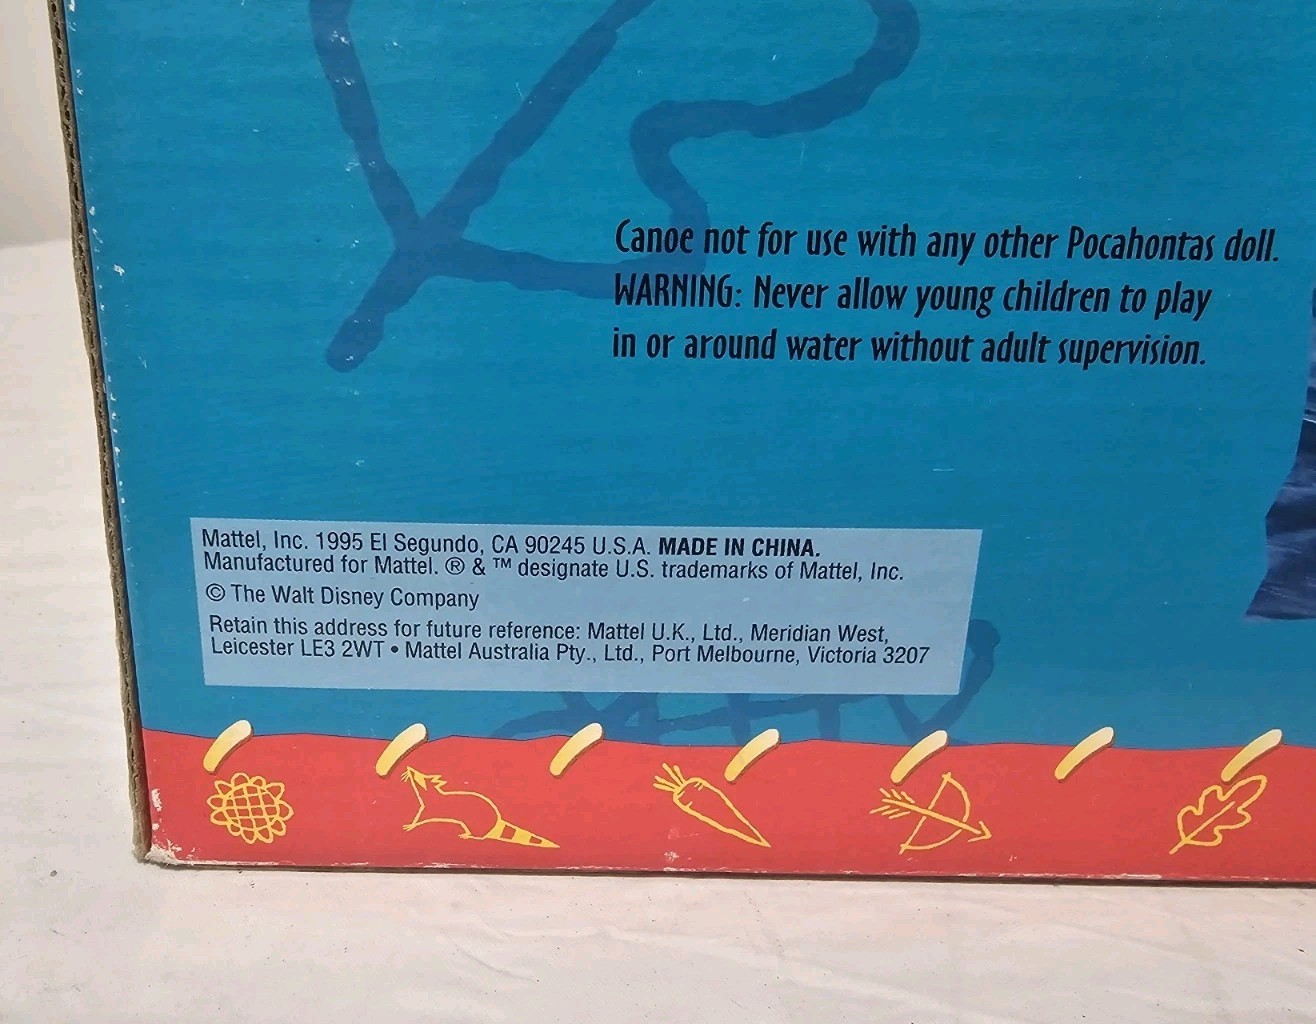 Canoe not for use with any other Pocahontas doll.
WARNING: Never allow young children to play
in or around water without adult supervision.
Mattel, Inc. 1995 El Segundo, CA 90245 U.S.A. MADE IN CHINA.
Manufactured for Mattel. ® & ™ designate U.S. trademarks of Mattel, Inc.
© The Walt Disney Company
Retain this address for future reference: Mattel U.K., Ltd., Meridian West,
Leicester LE3 2WT • Mattel Australia Pty., Ltd., Port Melbourne, Victoria 3207